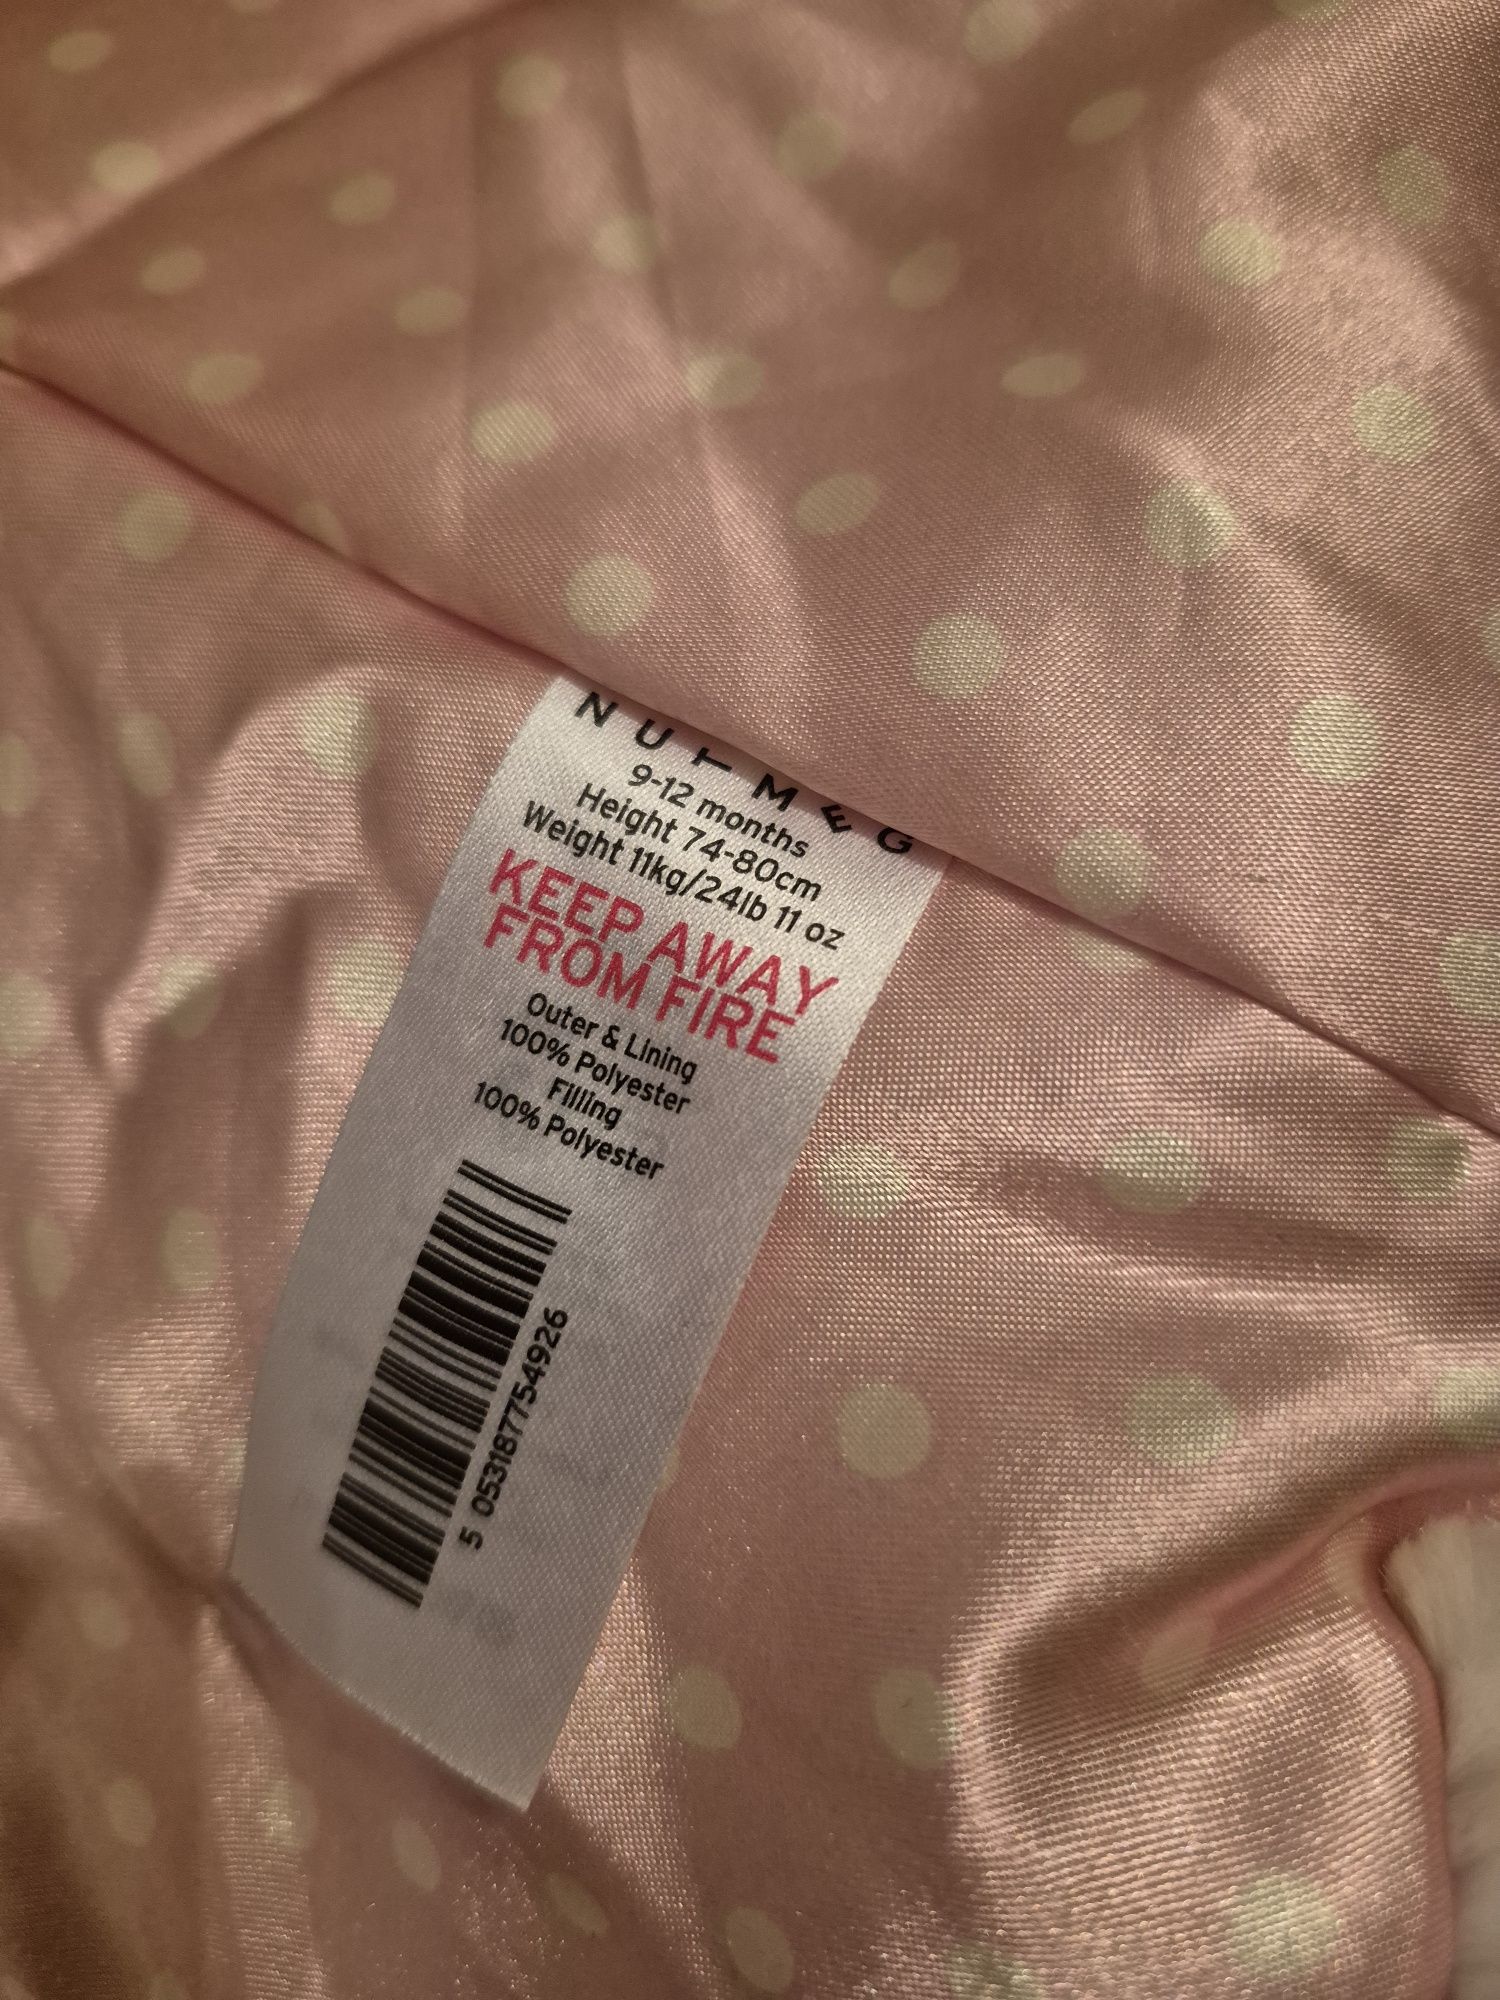 NUTMEG
9-12 months
Height 74-80cm
Weight 11kg/24lb 11 oz
KEEP AWAY
FROM FIRE
Outer & Lining
100% Polyester
Filling
100% Polyester
5 053187754926